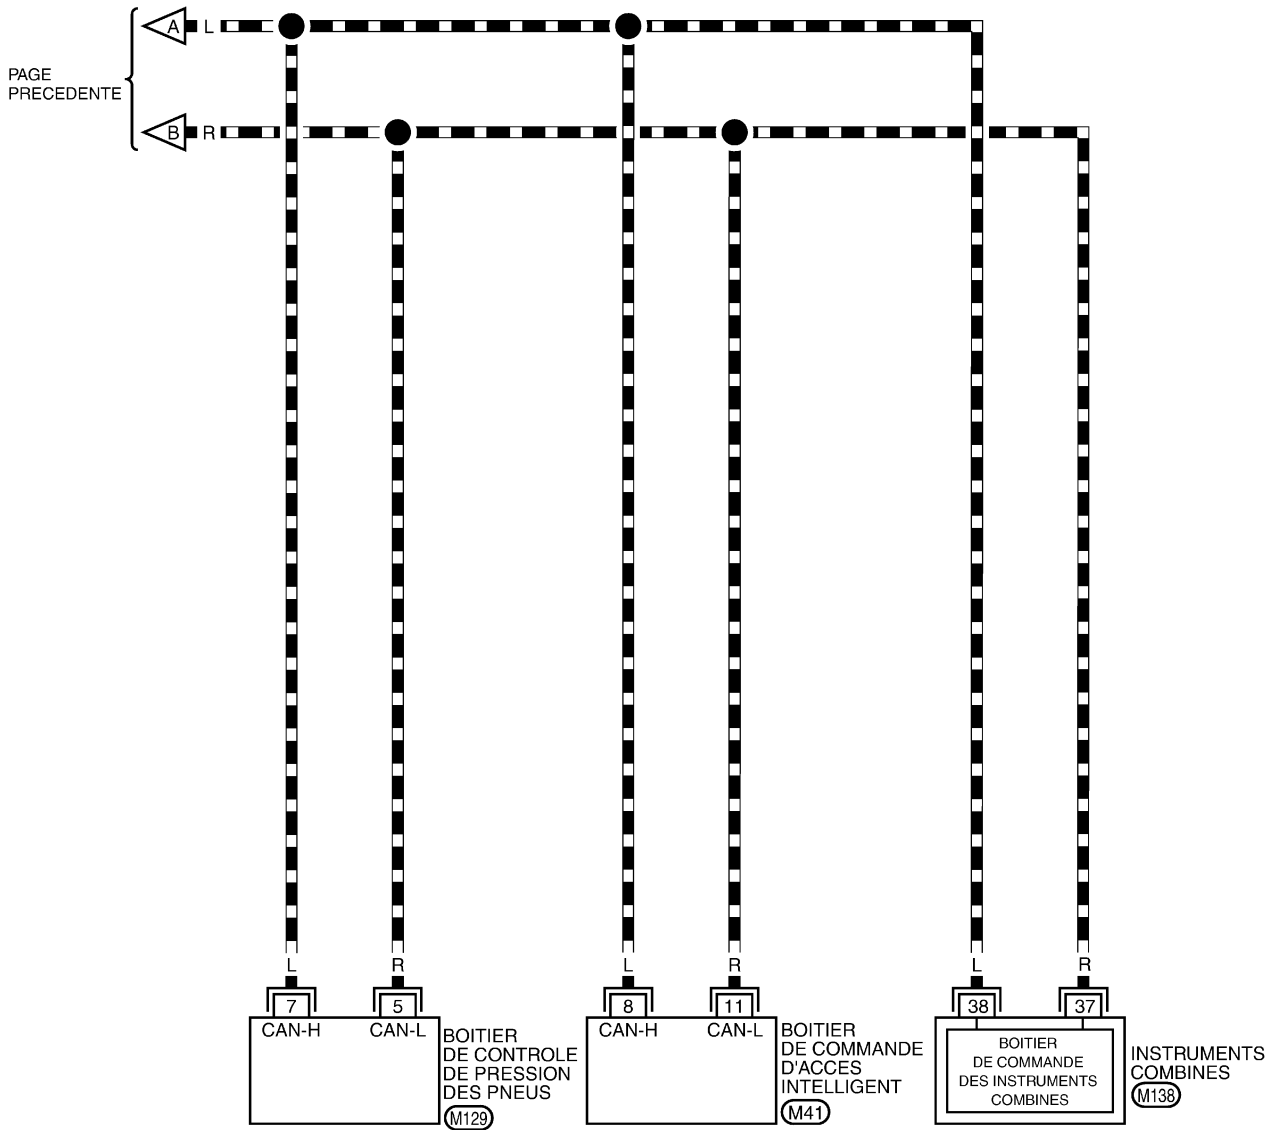 A L
PAGE
PRECEDENTE
B R
L R L R L R
7 5 8 11 38 37
CAN-H CAN-L
BOITIER
DE CONTROLE
DE PRESSION
DES PNEUS
M129
CAN-H CAN-L
BOITIER
DE COMMANDE
D'ACCES
INTELLIGENT
M41
BOITIER
DE COMMANDE
DES INSTRUMENTS
COMBINES
INSTRUMENTS
COMBINES
M138